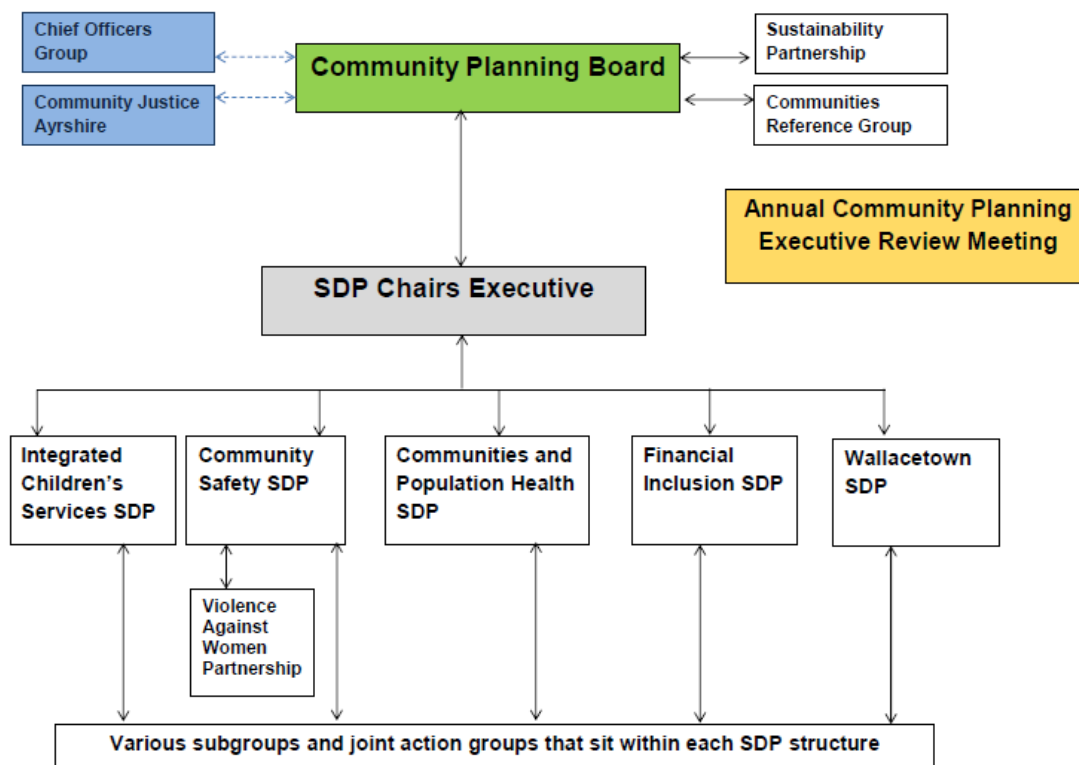 Chief Officers
Group
Community Planning Board
Sustainability
Partnership
Community Justice
Ayrshire
Communities
Reference Group
Annual Community Planning
Executive Review Meeting
SDP Chairs Executive
Integrated
Children’s
Services SDP
Community
Safety SDP
Communities and
Population Health
SDP
Financial
Inclusion SDP
Wallacetown
SDP
Violence
Against
Women
Partnership
Various subgroups and joint action groups that sit within each SDP structure